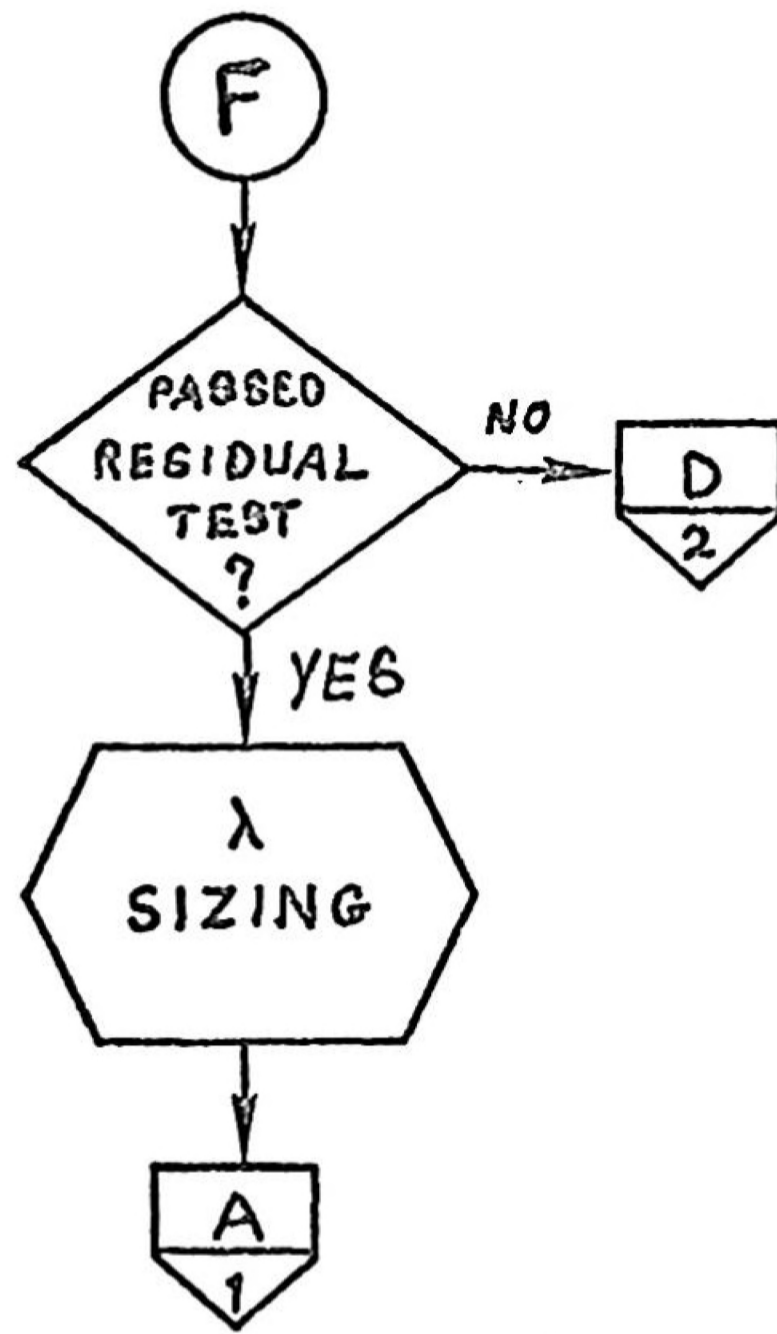 F
PASSED
RESIDUAL
TEST
?
NO
D
2
YES
λ
SIZING
A
1